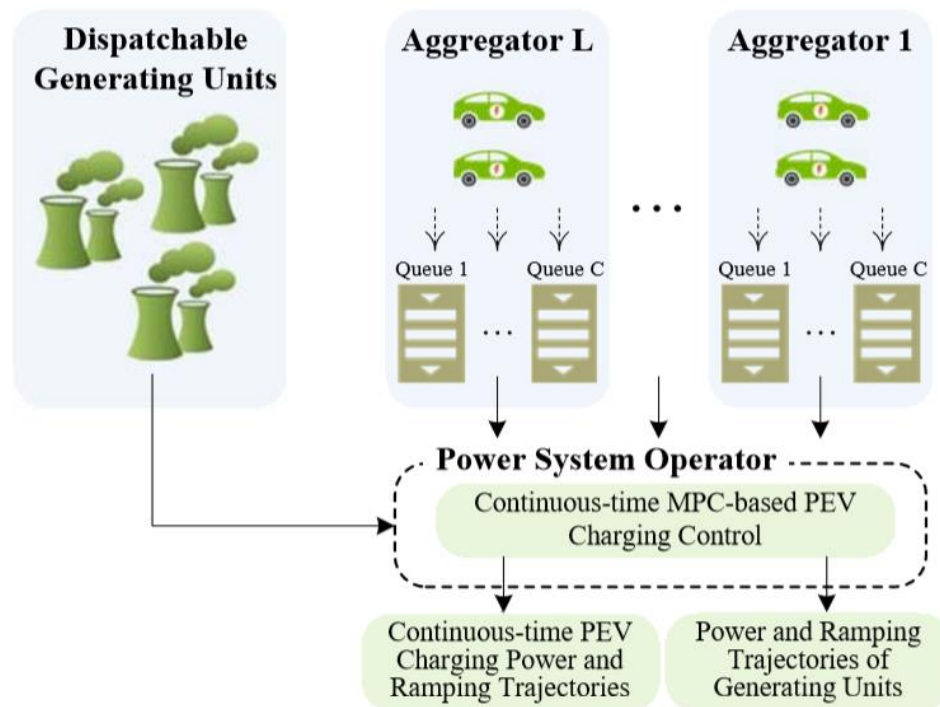 Dispatchable
Generating Units
Aggregator L
Queue 1
Queue C
...
...
Aggregator 1
Queue 1
Queue C
...
Power System Operator
Continuous-time MPC-based PEV
Charging Control
Continuous-time PEV
Charging Power and
Ramping Trajectories
Power and Ramping
Trajectories of
Generating Units